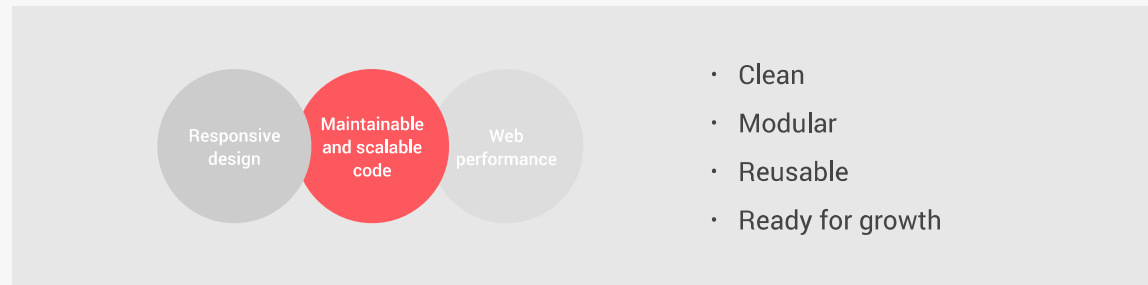 Responsive
design
Maintainable
and scalable
code
Web
performance
· Clean
· Modular
· Reusable
· Ready for growth